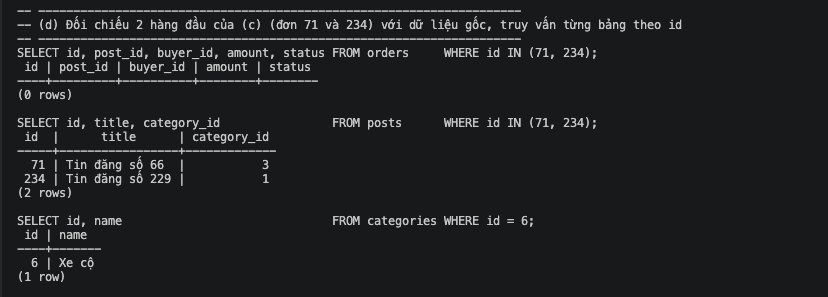 -- ------------------------------------------------------------------
-- (d) Đối chiếu 2 hàng đầu của (c) (đơn 71 và 234) với dữ liệu gốc, truy vấn từng bảng theo id
-- ------------------------------------------------------------------
SELECT id, post_id, buyer_id, amount, status FROM orders      WHERE id IN (71, 234);
 id | post_id | buyer_id | amount | status
----+---------+----------+--------+--------
(0 rows)

SELECT id, title, category_id                FROM posts      WHERE id IN (71, 234);
 id  |      title      | category_id
-----+-----------------+-------------
  71 | Tin đăng số 66  |           3
 234 | Tin đăng số 229 |           1
(2 rows)

SELECT id, name                              FROM categories WHERE id = 6;
 id | name
----+-------
  6 | Xe cộ
(1 row)